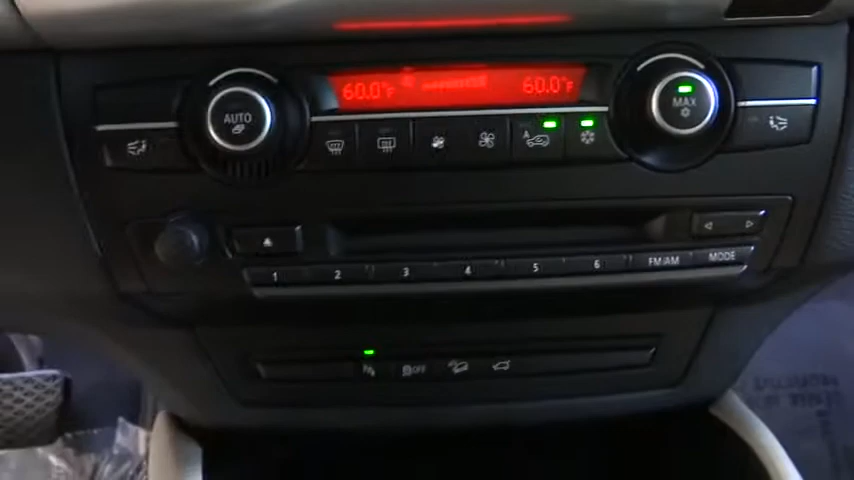 60.0°F 60.0°F
AUTO MAX
A
1 2 3 4 5 6 FM/AM MODE
OFF